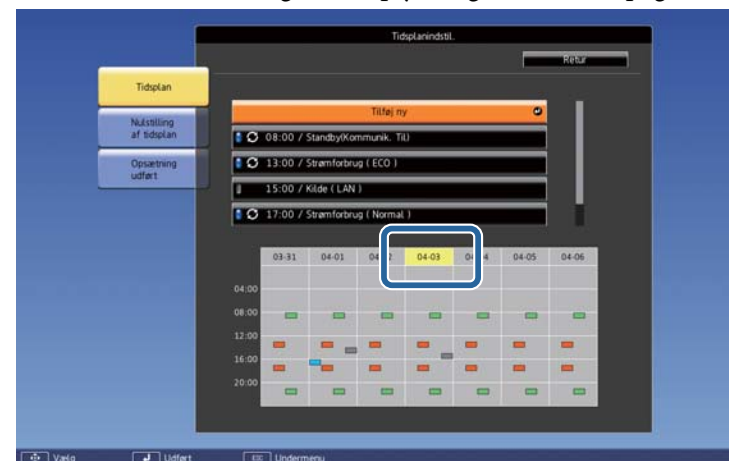 Tidsplanindstil.
Retur
Tidsplan
Nulstilling
af tidsplan
Opsætning
udført
Tilføj ny
08:00 / Standby(Kommunik. Til)
13:00 / Strømforbrug ( ECO )
15:00 / Kilde ( LAN )
17:00 / Strømforbrug ( Normal )
03-31 04-01 04-03 04-05 04-06
04:00
08:00
12:00
16:00
20:00
Vælg Udført Undermenu